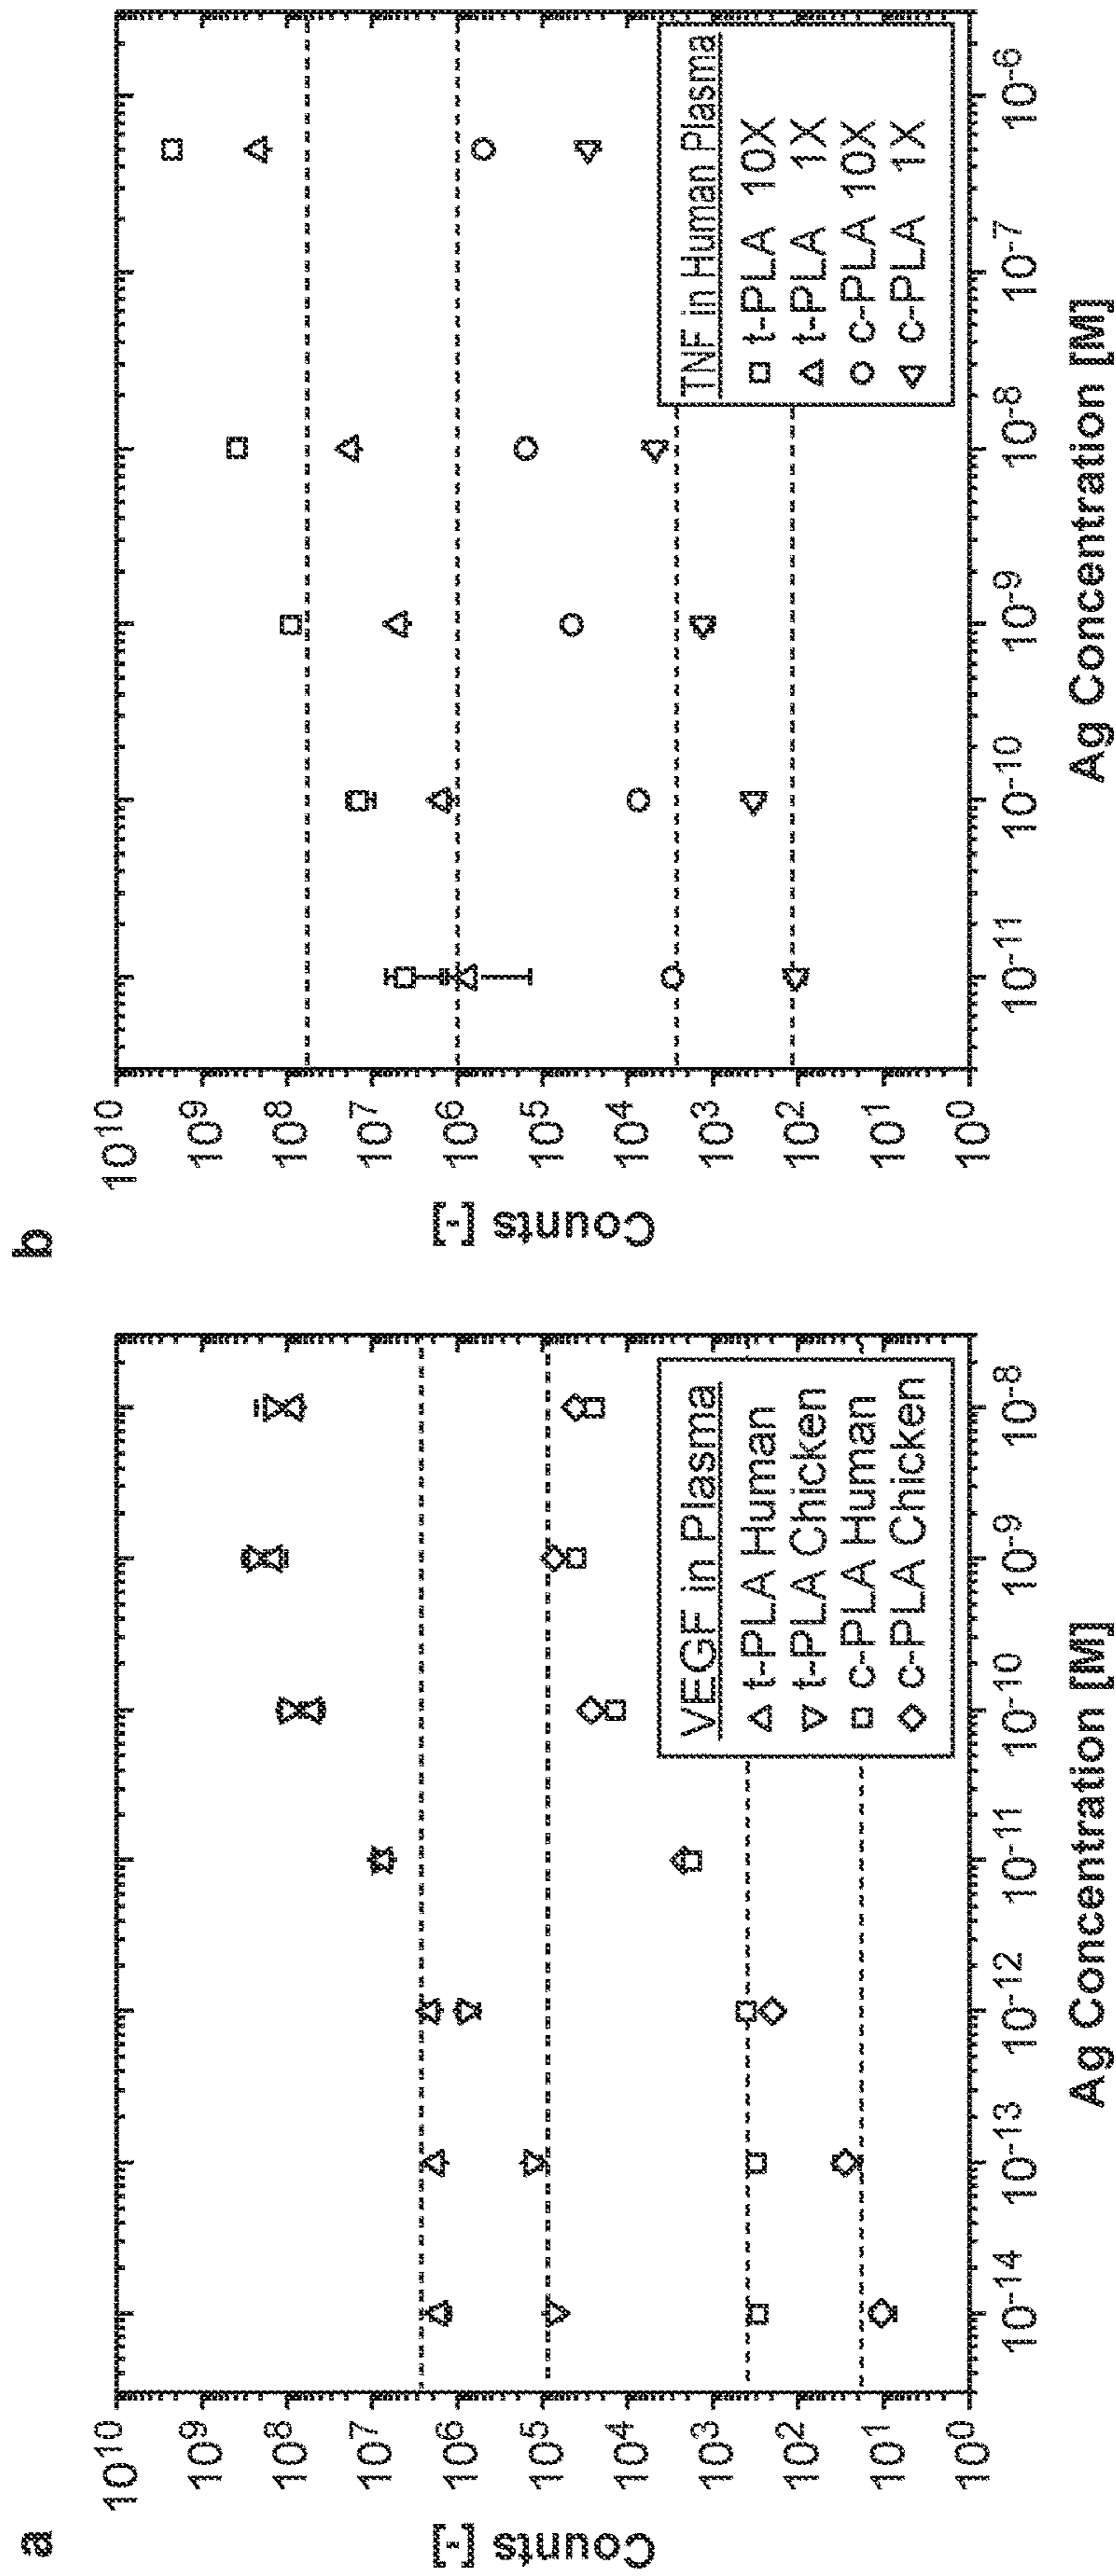 a
Counts [-]
10^10
10^9
10^8
10^7
10^6
10^5
10^4
10^3
10^2
10^1
10^0
VEGF in Plasma
△ t-PLA Human
▽ t-PLA Chicken
□ c-PLA Human
◇ c-PLA Chicken
10^-14 10^-13 10^-12 10^-11 10^-10 10^-9 10^-8
Ag Concentration [M]
b
Counts [-]
10^10
10^9
10^8
10^7
10^6
10^5
10^4
10^3
10^2
10^1
10^0
TNF in Human Plasma
□ t-PLA 10X
△ t-PLA 1X
○ c-PLA 10X
▽ c-PLA 1X
10^-11 10^-10 10^-9 10^-8 10^-7 10^-6
Ag Concentration [M]